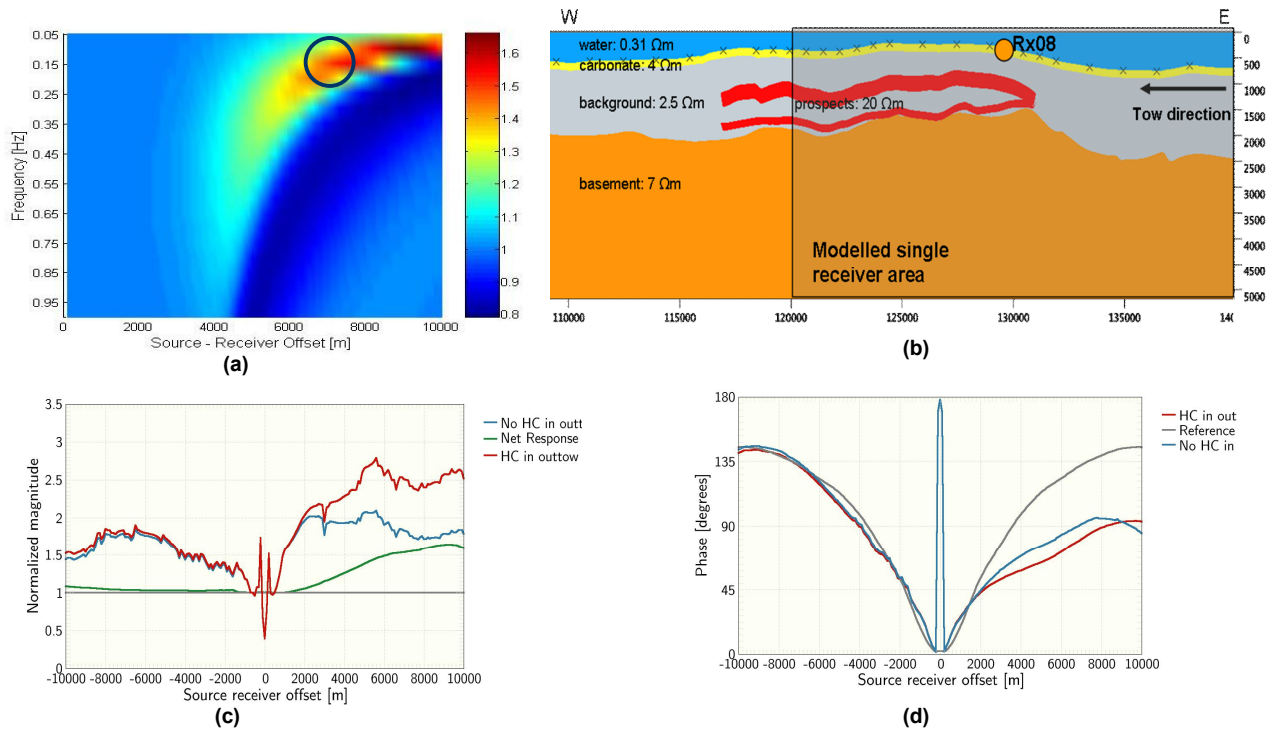 0.05
0.15
0.25
0.35
0.45
0.55
0.65
0.75
0.85
0.95
Frequency [Hz]
0
2000
4000
6000
8000
10000
Source - Receiver Offset [m]
1.6
1.5
1.4
1.3
1.2
1.1
1
0.9
0.8
(a)
W
E
water: 0.31 Ωm
carbonate: 4 Ωm
background: 2.5 Ωm
prospects: 20 Ωm
basement: 7 Ωm
Rx08
Tow direction
Modelled single
receiver area
0
500
1000
1500
2000
2500
3000
3500
4000
4500
5000
110000
115000
120000
125000
130000
135000
14(
(b)
3.5
3
2.5
2
1.5
1
0.5
0
Normalized magnitude
-10000 -8000 -6000 -4000 -2000 0 2000 4000 6000 8000 10000
Source receiver offset [m]
No HC in outt
Net Response
HC in outtow
(c)
180
135
90
45
0
Phase [degrees]
-10000 -8000 -6000 -4000 -2000 0 2000 4000 6000 8000 10000
Source receiver offset [m]
HC in out
Reference
No HC in
(d)